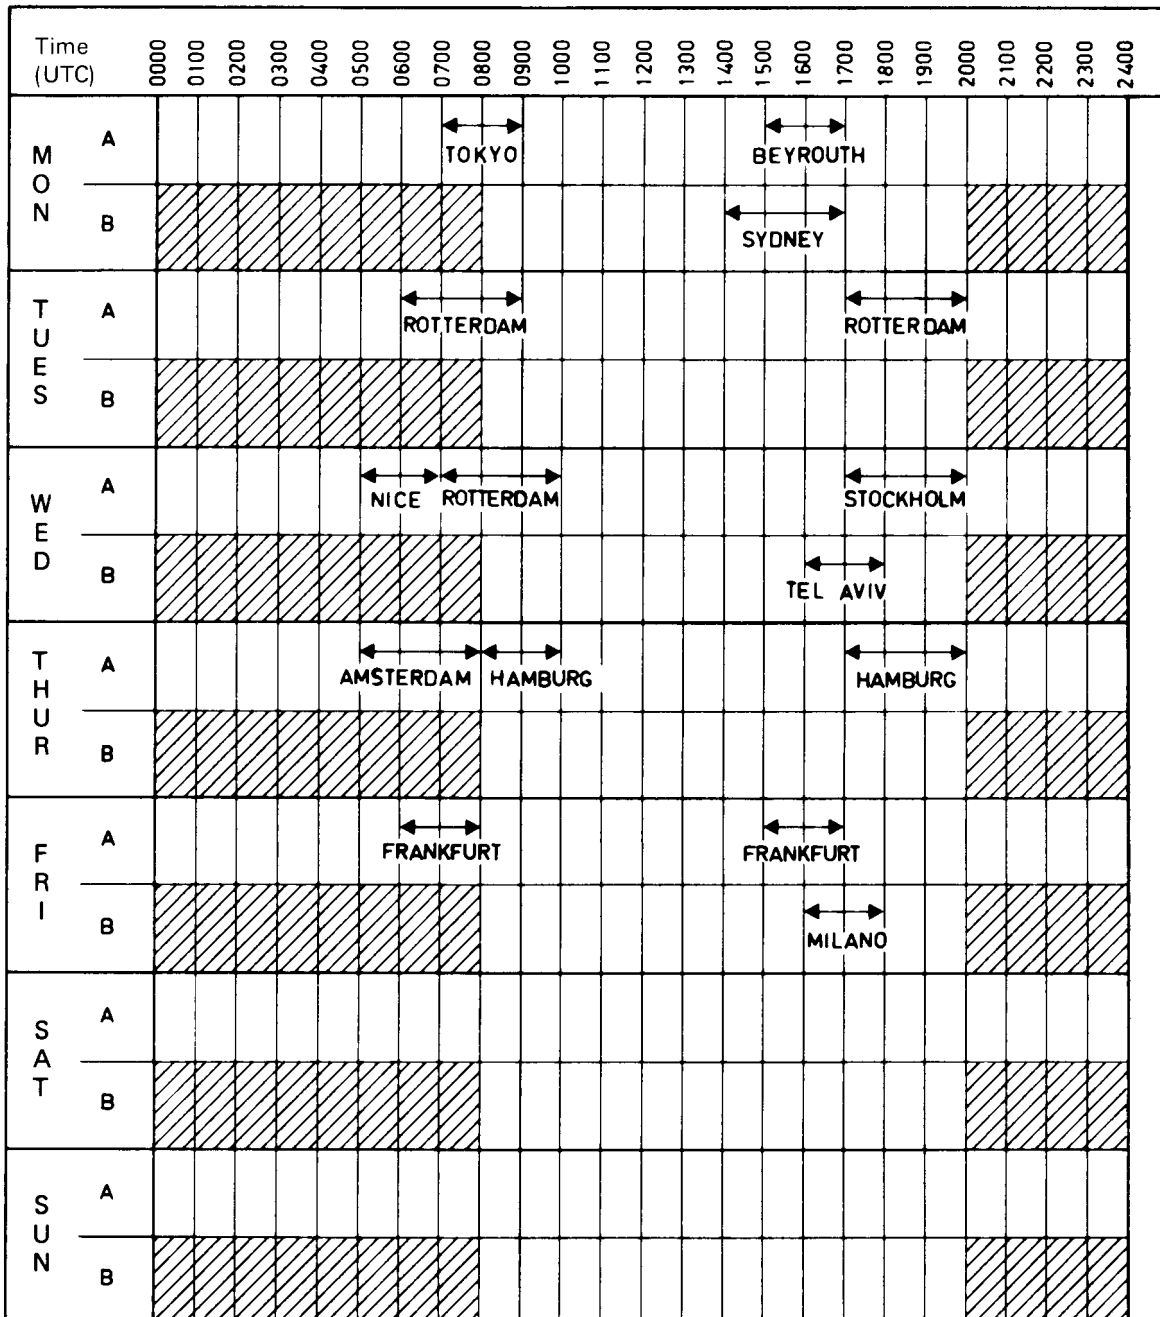 Time
(UTC)
0000 0100 0200 0300 0400 0500 0600 0700 0800 0900 1000 1100 1200 1300 1400 1500 1600 1700 1800 1900 2000 2100 2200 2300 2400
MON
A
TOKYO BEYROUTH
B
SYDNEY
TUES
A
ROTTERDAM ROTTERDAM
B
WED
A
NICE ROTTERDAM STOCKHOLM
B
TEL AVIV
THUR
A
AMSTERDAM HAMBURG HAMBURG
B
FRI
A
FRANKFURT FRANKFURT
B
MILANO
SAT
A
B
SUN
A
B